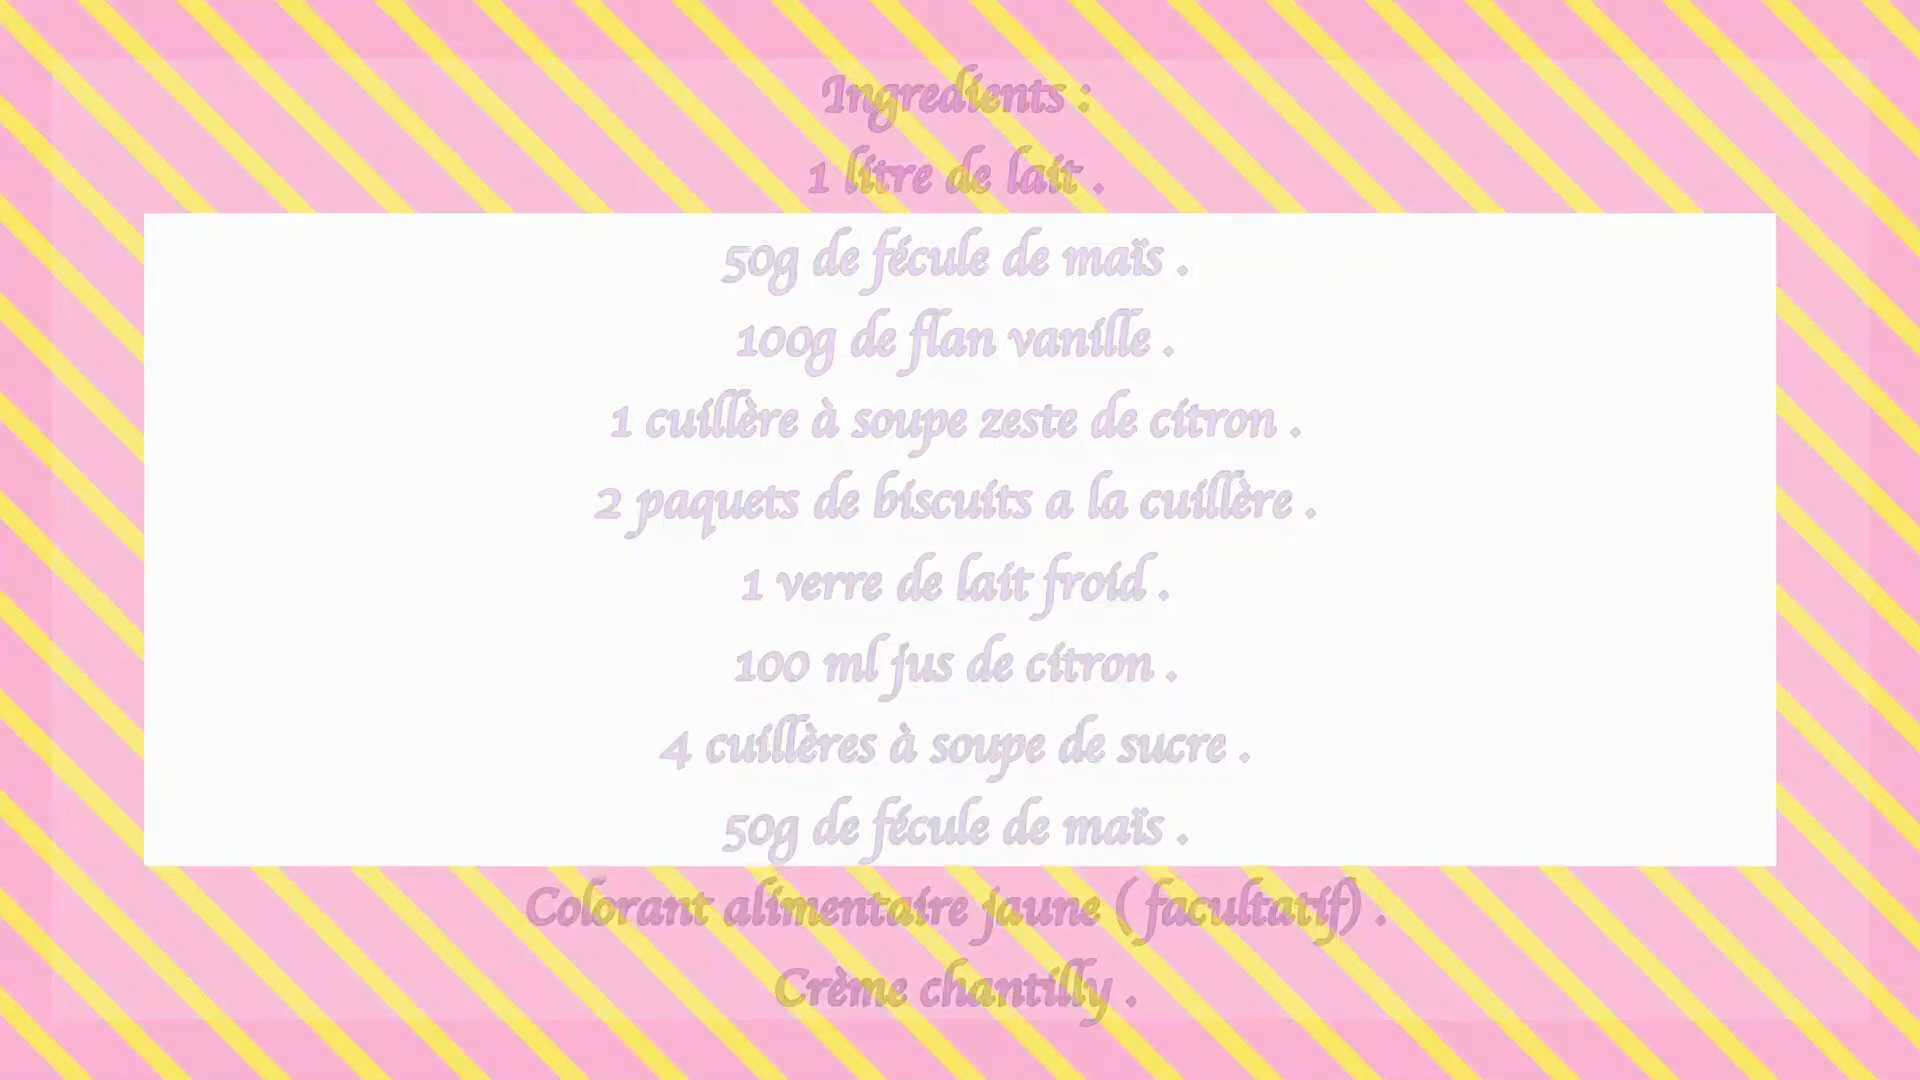 Ingredients :
1 litre de lait .
50g de fécule de maïs .
100g de flan vanille .
1 cuillère à soupe zeste de citron .
2 paquets de biscuits a la cuillère .
1 verre de lait froid .
100 ml jus de citron .
4 cuillères à soupe de sucre .
50g de fécule de maïs .
Colorant alimentaire jaune ( facultatif) .
Crème chantilly .